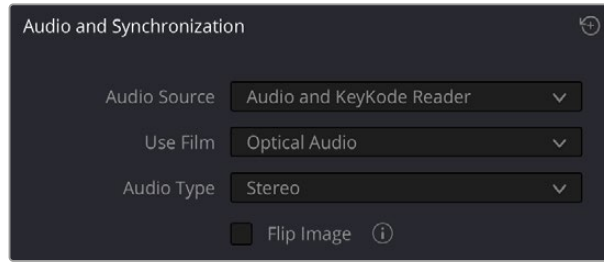 Audio and Synchronization
Audio Source Audio and KeyKode Reader
Use Film Optical Audio
Audio Type Stereo
Flip Image